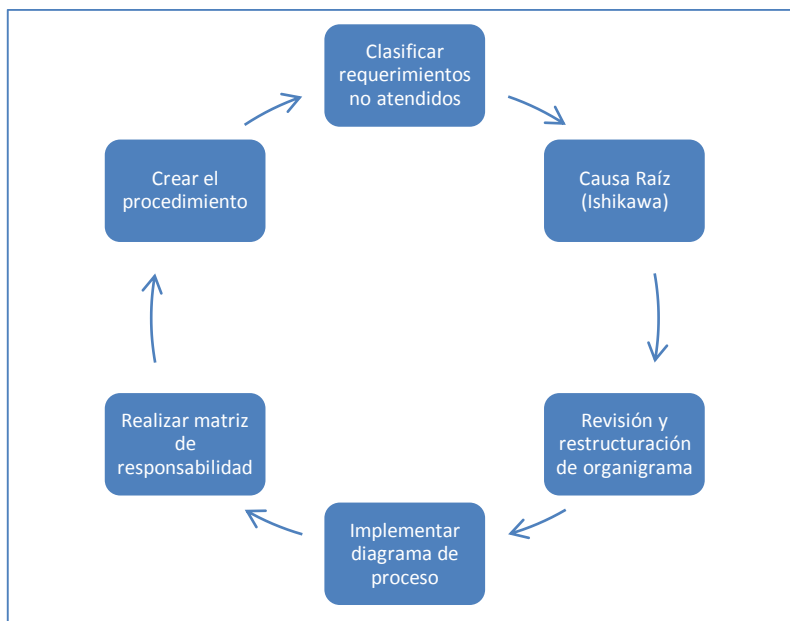 Clasificar
requerimientos
no atendidos
Causa Raíz
(Ishikawa)
Revisión y
restructuración
de organigrama
Implementar
diagrama de
proceso
Realizar matriz
de
responsabilidad
Crear el
procedimiento